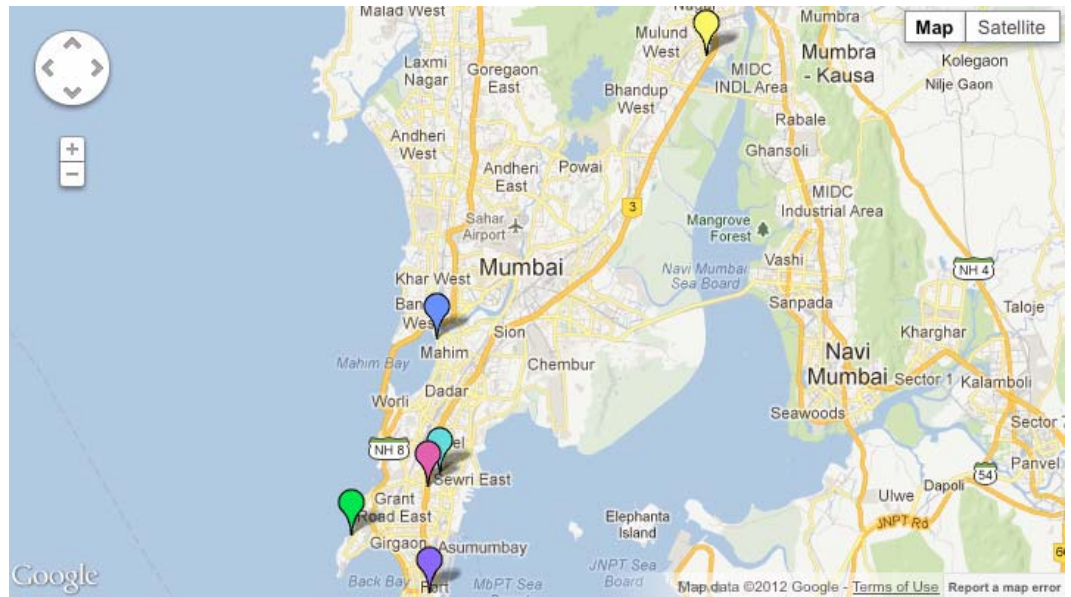 Malad West
Nagar
Mulund
West
Mumbra
Map
Satellite
Mumbra
- Kausa
Kolegaon
Nilje Gaon
Laxmi
Nagar
Goregaon
East
MIDC
INDL Area
Bhandup
West
Rabale
Andheri
West
Ghansoli
Andheri
East
Powai
MIDC
Industrial Area
3
Sahar
Airport
Mangrove
Forest
Mumbai
Vashi
Navi Mumbai
Sea Board
NH 4
Khar West
Sanpada
Taloje
West
Sion
Kharghar
Mahim
Mahim Bay
Chembur
Navi
Mumbai
Sector 1
Kalamboli
Dadar
Worli
Seawoods
Sector 7
NH 8
Panvel
Sewri East
54
Dapoli
Ulwe
Grant
Road East
Elephanta
Island
JNPT Rd
Girgaon
Asumumbay
JNPT Sea
Board
Google
Back Bay
Fort
MbPT Sea
Map data ©2012 Google - Terms of Use
Report a map error